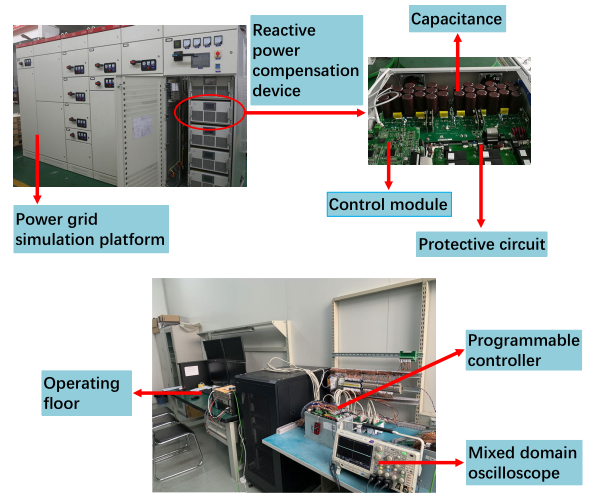 Reactive
power
compensation
device
Capacitance
Power grid
simulation platform
Control module
Protective circuit
Operating
floor
Programmable
controller
Mixed domain
oscilloscope